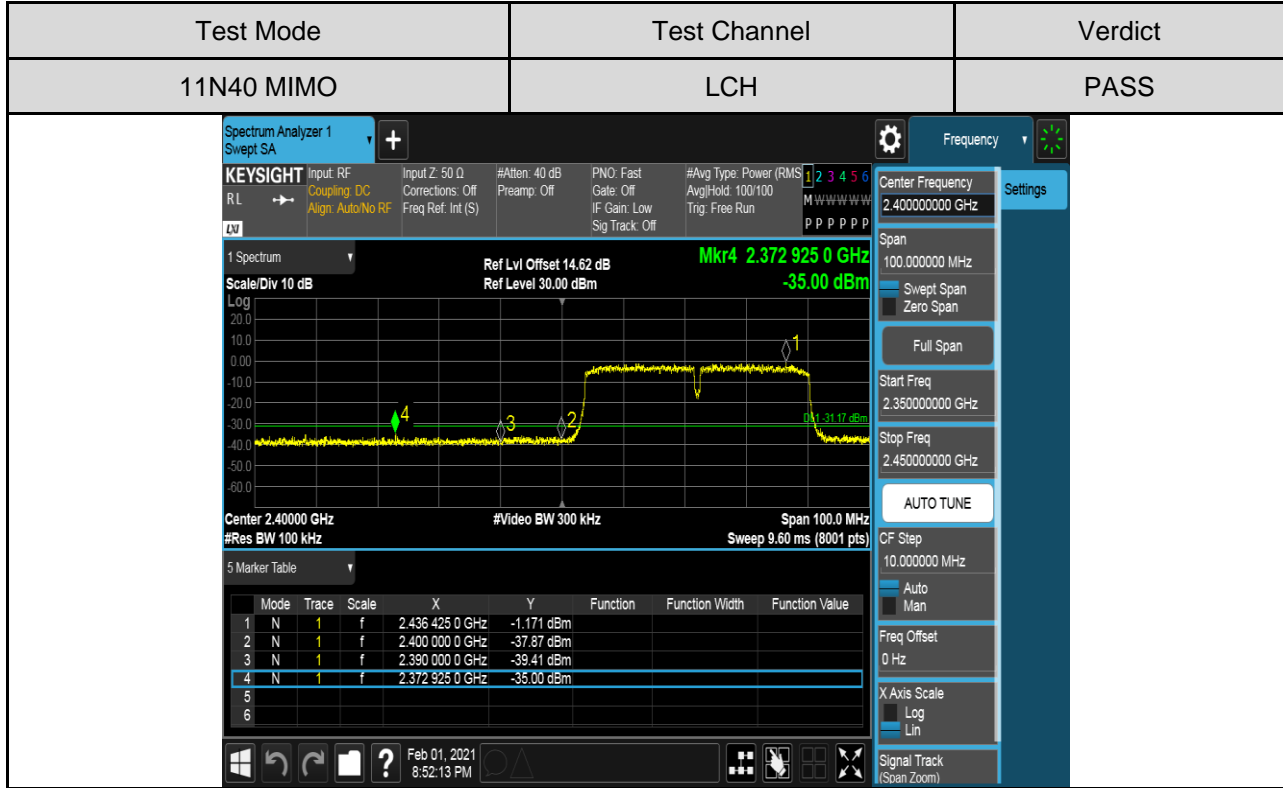 Test Mode Test Channel Verdict
11N40 MIMO LCH PASS
Spectrum Analyzer 1
Swept SA
+
Frequency
KEYSIGHT Input: RF Input Z: 50 Ω #Atten: 40 dB PNO: Fast #Avg Type: Power (RMS 1 2 3 4 5 6
RL Coupling: DC Corrections: Off Preamp: Off Gate: Off Avg|Hold: 100/100 M W W W W W
Align: Auto/No RF Freq Ref: Int (S) IF Gain: Low Trig: Free Run
LXI Sig Track: Off P P P P P P
1 Spectrum
Ref Lvl Offset 14.62 dB Mkr4 2.372 925 0 GHz
Scale/Div 10 dB Ref Level 30.00 dBm -35.00 dBm
Log
20.0
10.0
0.00
-10.0
-20.0
-30.0
-40.0
-50.0
-60.0
1
2
3
4
-31.17 dBm
Center 2.40000 GHz #Video BW 300 kHz Span 100.0 MHz
#Res BW 100 kHz Sweep 9.60 ms (8001 pts)
5 Marker Table
Mode Trace Scale X Y Function Function Width Function Value
1 N 1 f 2.436 425 0 GHz -1.171 dBm
2 N 1 f 2.400 000 0 GHz -37.87 dBm
3 N 1 f 2.390 000 0 GHz -39.41 dBm
4 N 1 f 2.372 925 0 GHz -35.00 dBm
5
6
?
Feb 01, 2021
8:52:13 PM
Center Frequency
2.400000000 GHz
Settings
Span
100.000000 MHz
Swept Span
Zero Span
Full Span
Start Freq
2.350000000 GHz
Stop Freq
2.450000000 GHz
AUTO TUNE
CF Step
10.000000 MHz
Auto
Man
Freq Offset
0 Hz
X Axis Scale
Log
Lin
Signal Track
(Span Zoom)